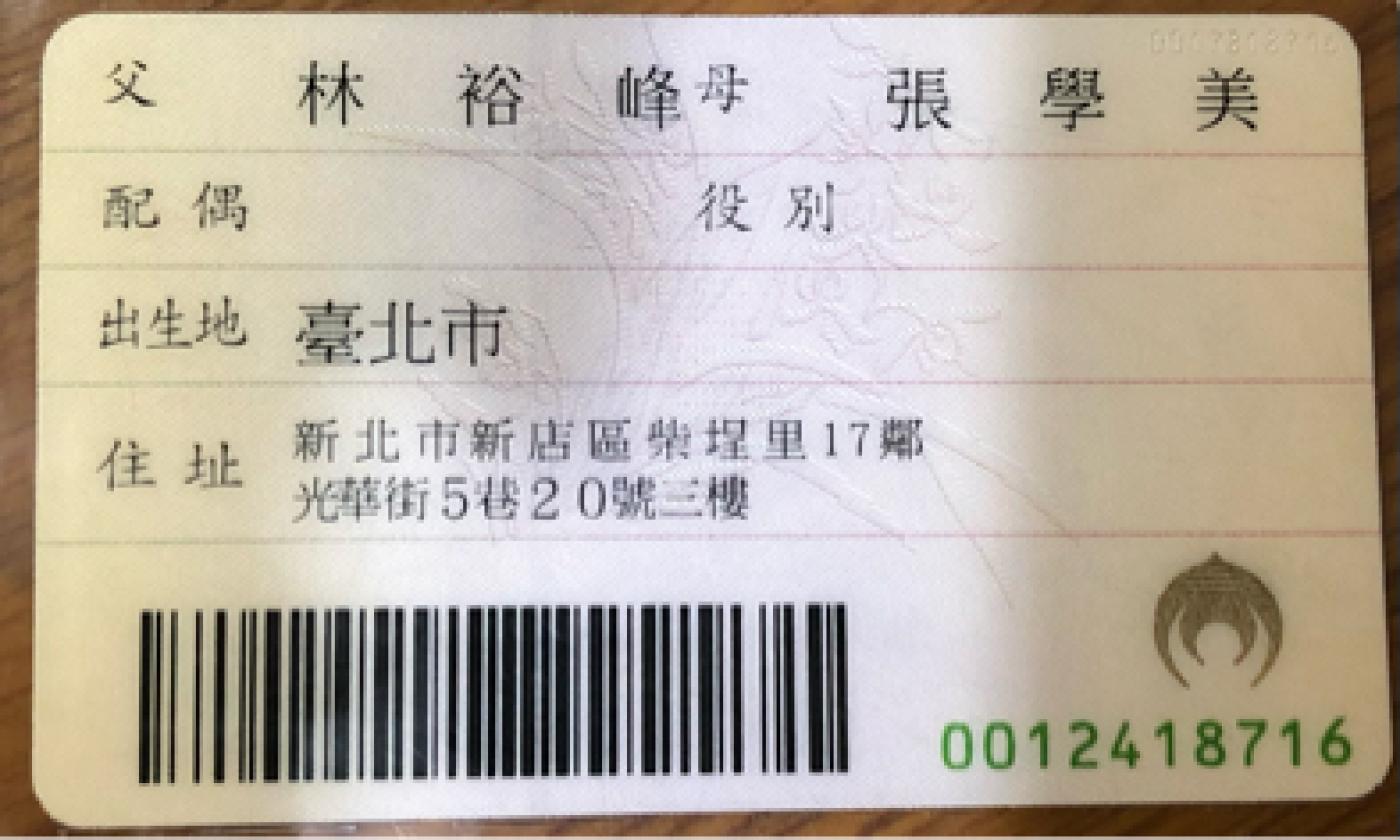 父 林裕峰 母 張學美
配偶 役別
出生地 臺北市
住址 新北市新店區柴埕里17鄰
光華街5巷20號三樓
0012418716